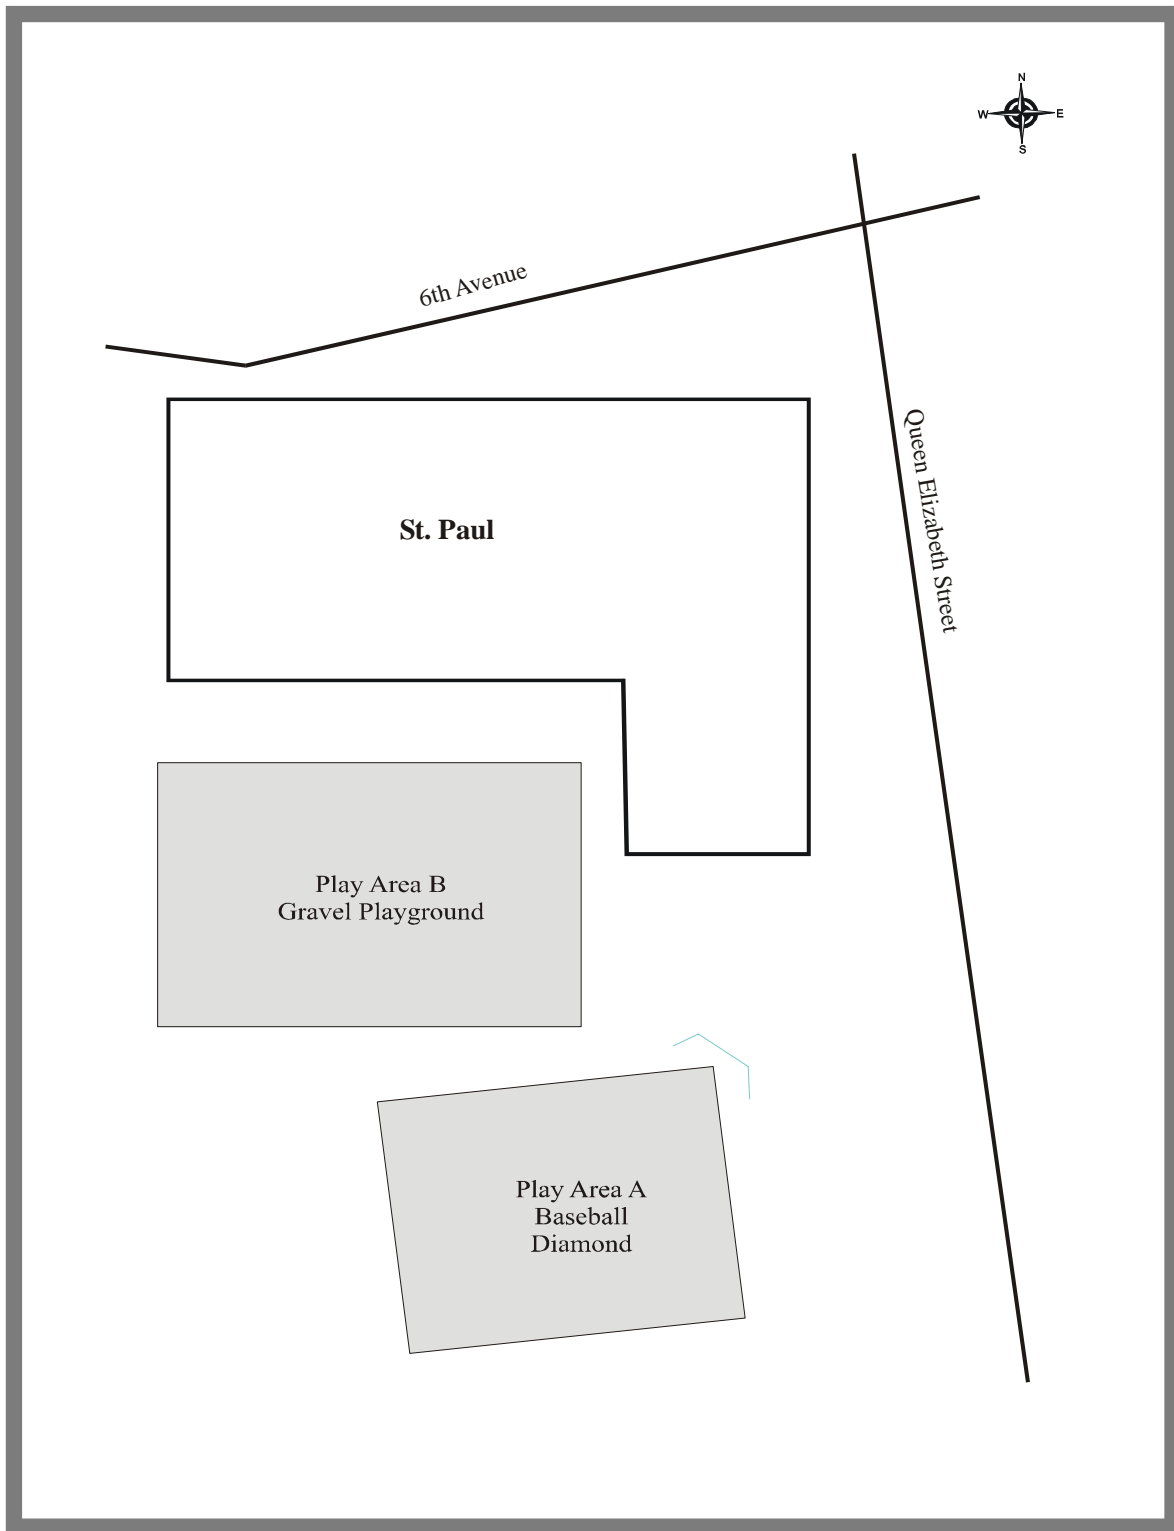 N
W E
S
6th Avenue
Queen Elizabeth Street
St. Paul
Play Area B
Gravel Playground
Play Area A
Baseball
Diamond